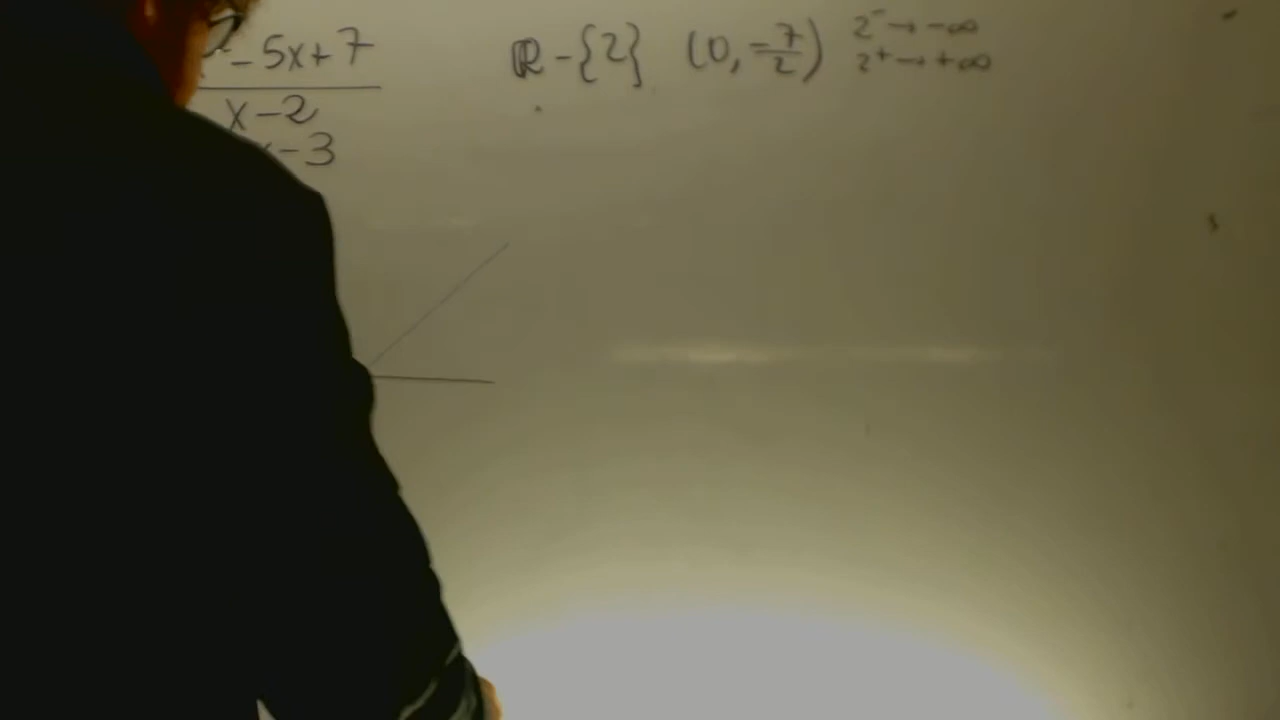 - 5x + 7
x - 2
- 3
ℝ - {2} (0, -7/2) 2⁻ → -∞
2⁺ → +∞